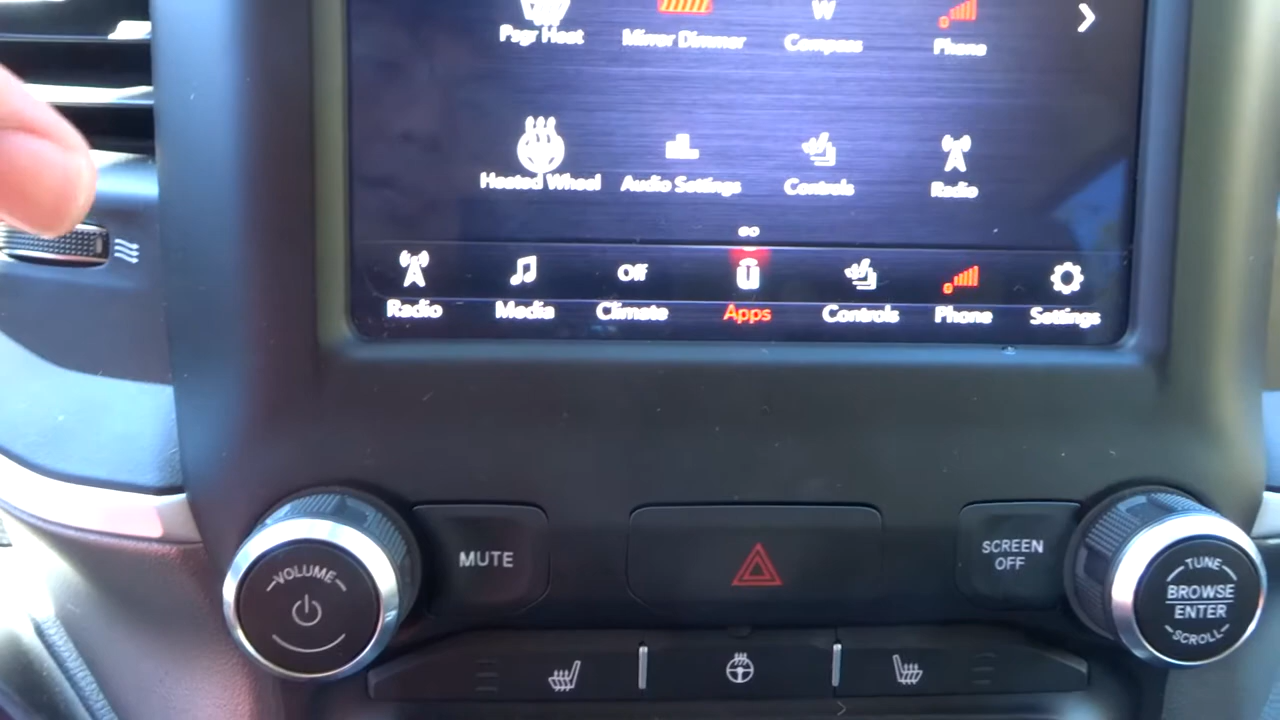 W
Psgr Heat
Mirror Dimmer
Compass
Phone
Heated Wheel
Audio Settings
Controls
Radio
Off
Radio
Media
Climate
Apps
Controls
Phone
Settings
VOLUME
MUTE
SCREEN
OFF
TUNE
BROWSE
ENTER
SCROLL